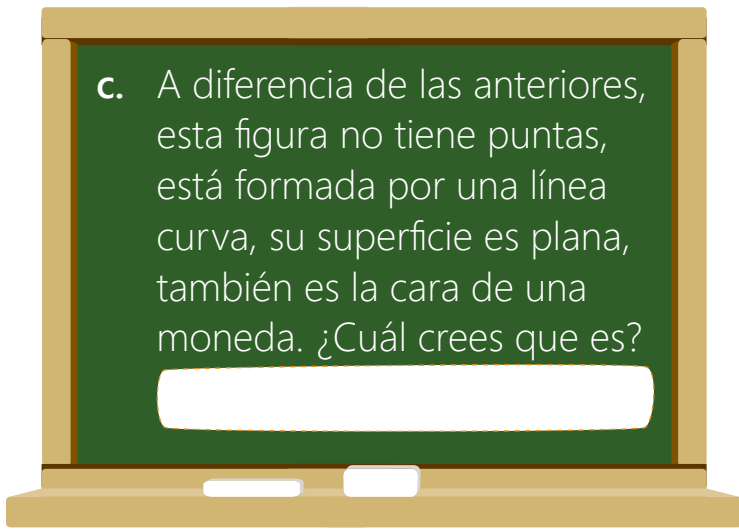 c. A diferencia de las anteriores,
esta figura no tiene puntas,
está formada por una línea
curva, su superficie es plana,
también es la cara de una
moneda. ¿Cuál crees que es?